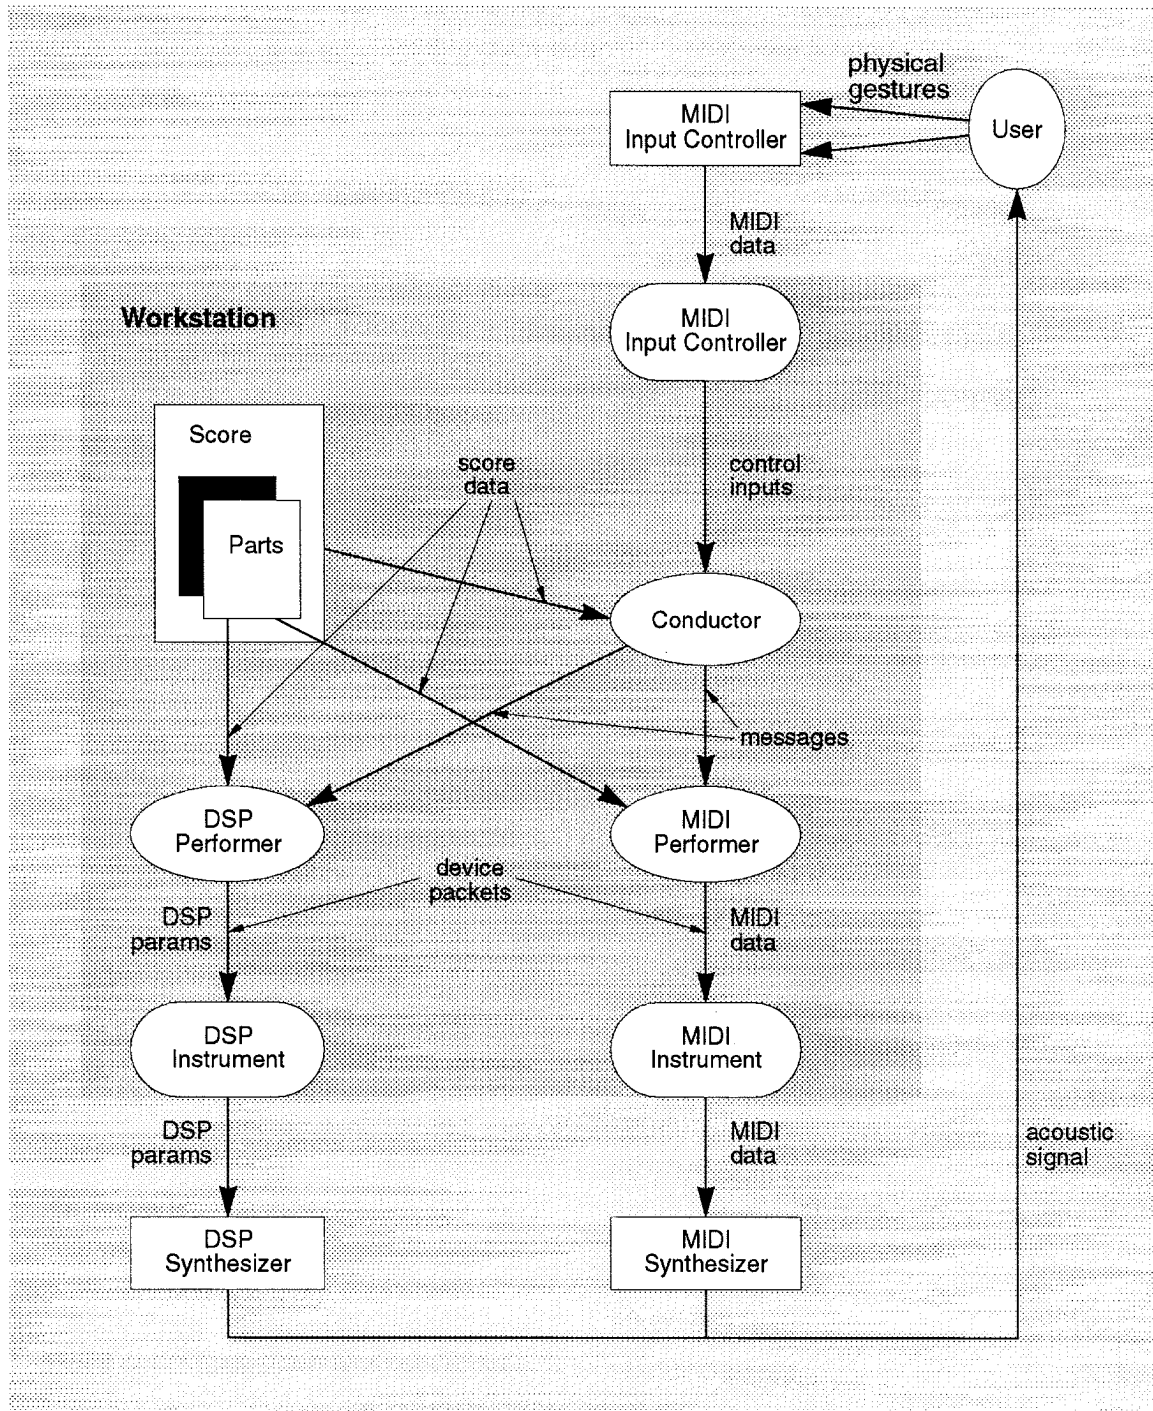 physical
gestures
User
MIDI
Input Controller
MIDI
data
Workstation
MIDI
Input Controller
Score
Parts
score
data
control
inputs
Conductor
messages
DSP
Performer
MIDI
Performer
device
packets
DSP
params
MIDI
data
DSP
Instrument
MIDI
Instrument
DSP
params
MIDI
data
acoustic
signal
DSP
Synthesizer
MIDI
Synthesizer